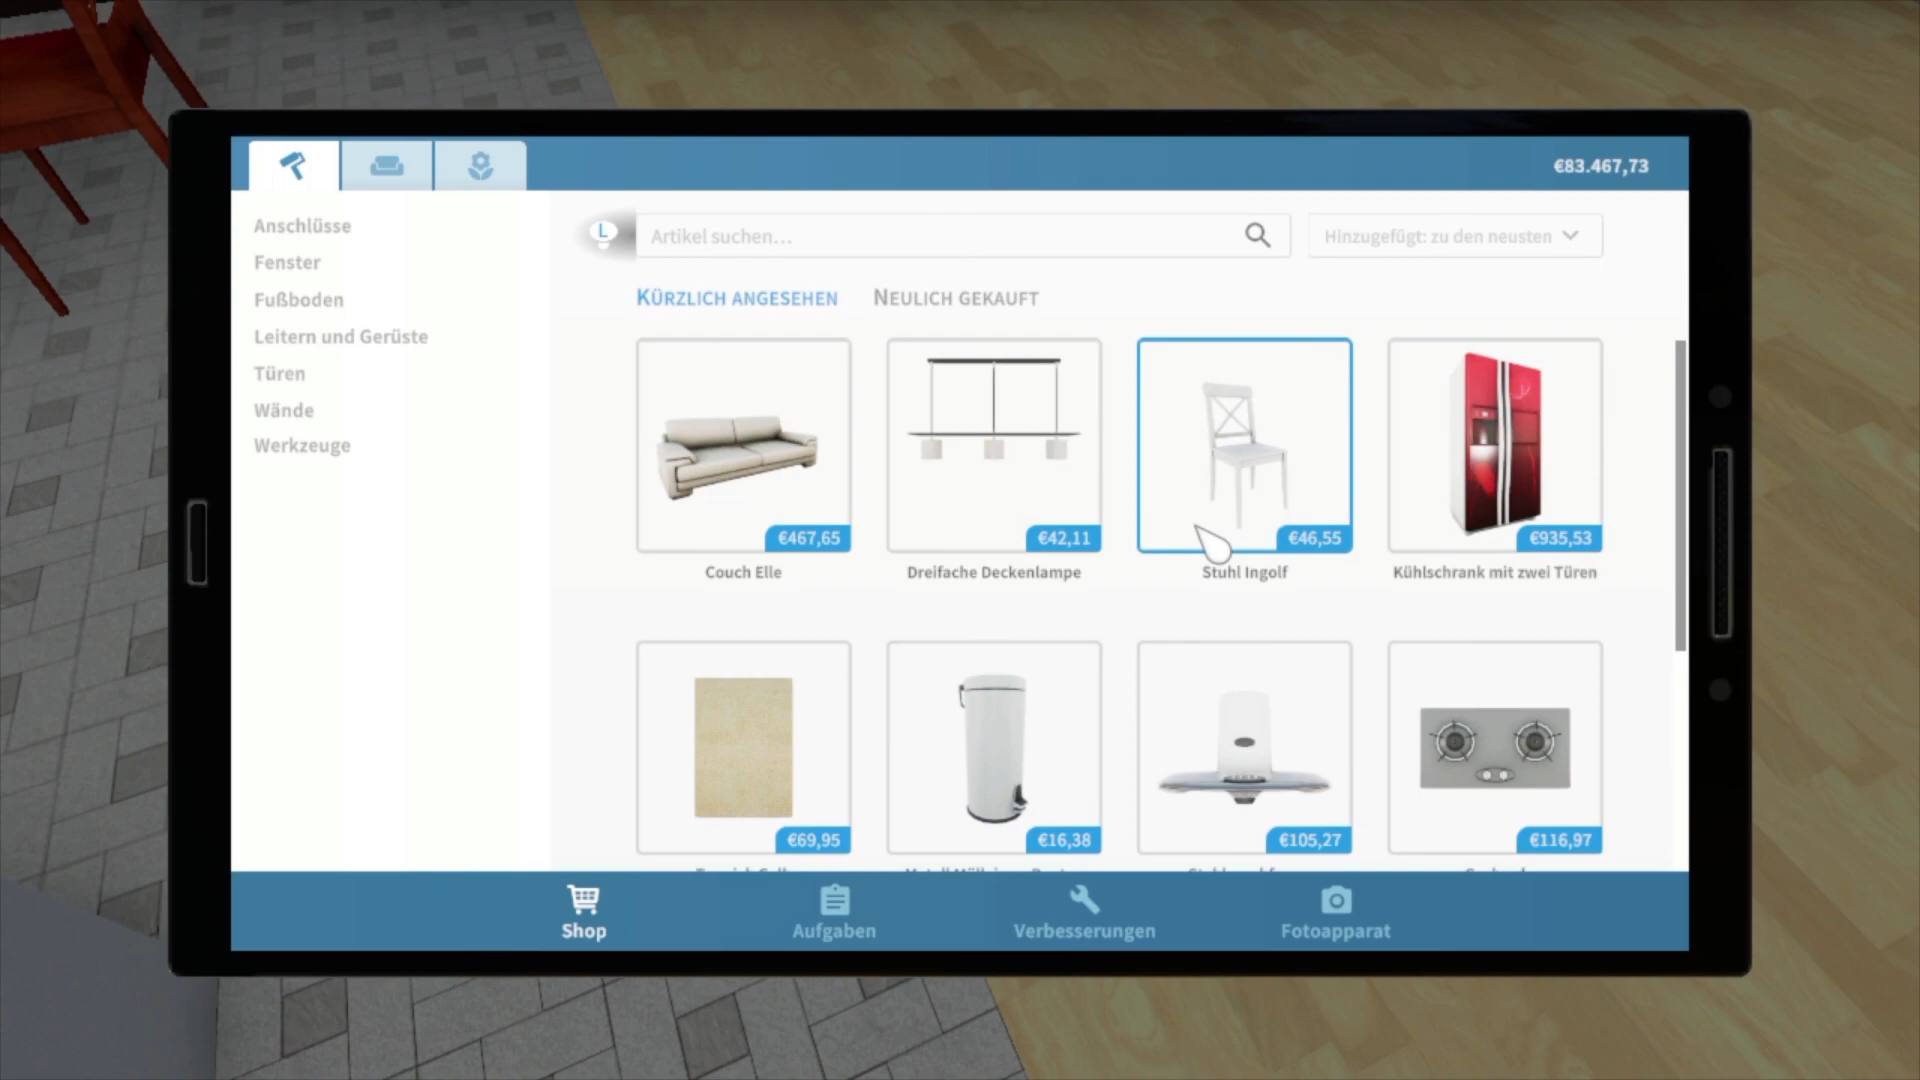 €83.467,73
Anschlüsse
Fenster
Fußboden
Leitern und Gerüste
Türen
Wände
Werkzeuge
L
Artikel suchen...
Hinzugefügt: zu den neusten
KÜRZLICH ANGESEHEN
NEULICH GEKAUFT
€467,65
€42,11
€46,55
€935,53
Couch Elle
Dreifache Deckenlampe
Stuhl Ingolf
Kühlschrank mit zwei Türen
€69,95
€16,38
€105,27
€116,97
Shop
Aufgaben
Verbesserungen
Fotoapparat